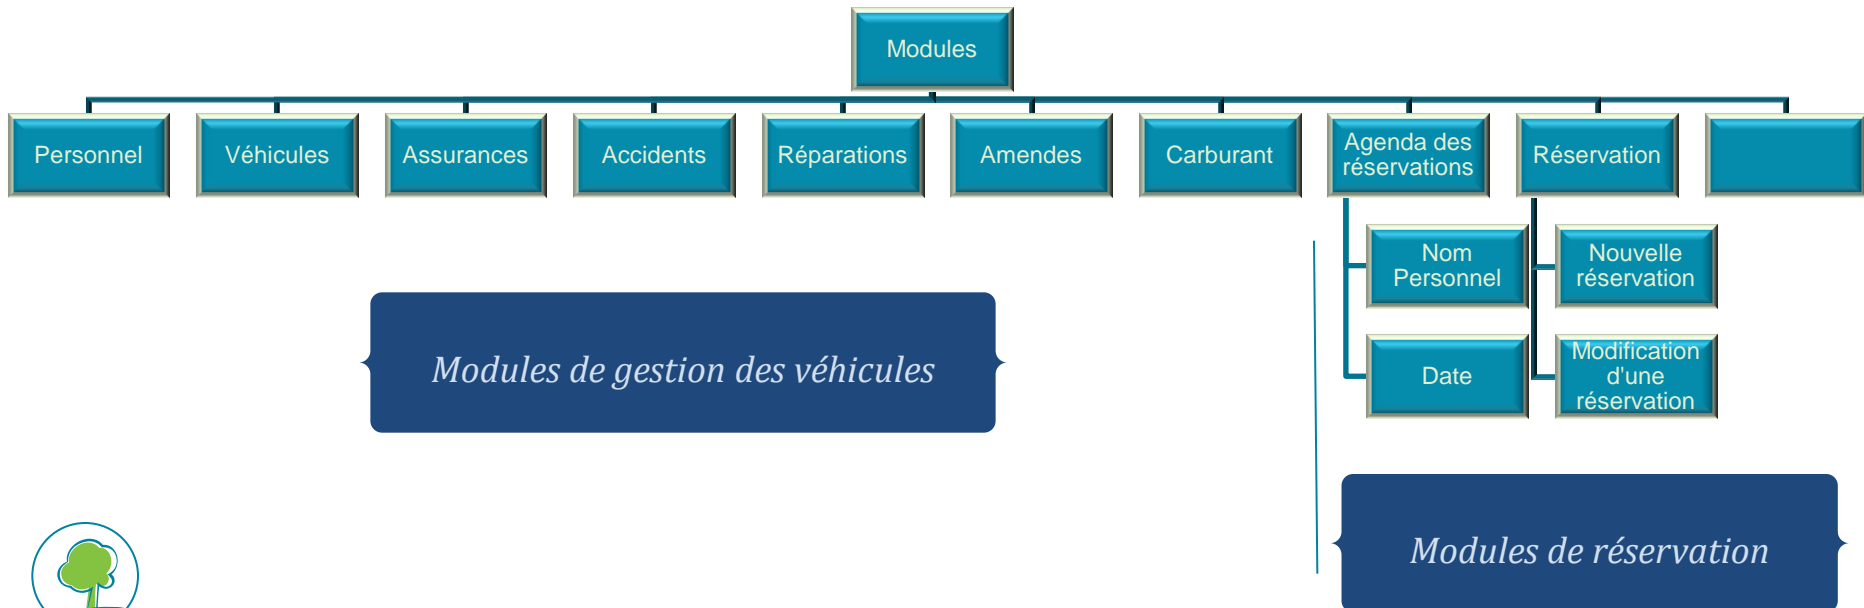 Modules
Personnel
Véhicules
Assurances
Accidents
Réparations
Amendes
Carburant
Agenda des
réservations
Réservation
Nom
Personnel
Date
Nouvelle
réservation
Modification
d'une
réservation
Modules de gestion des véhicules
Modules de réservation